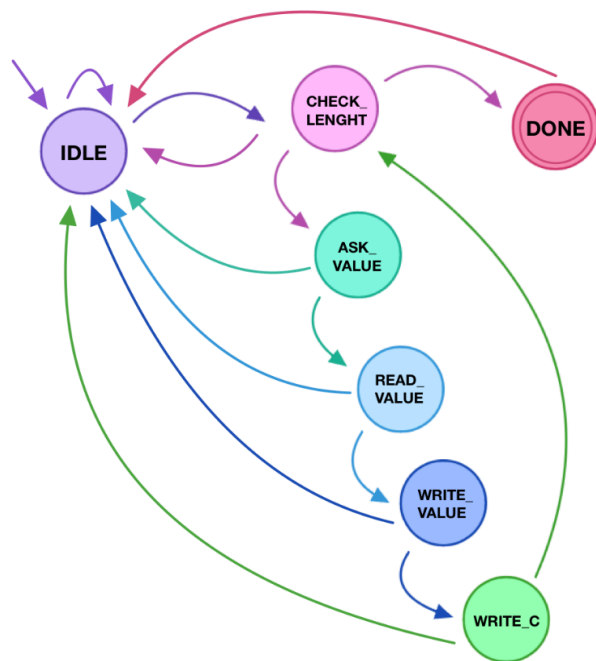 IDLE
CHECK_
LENGHT
DONE
ASK_
VALUE
READ_
VALUE
WRITE_
VALUE
WRITE_C